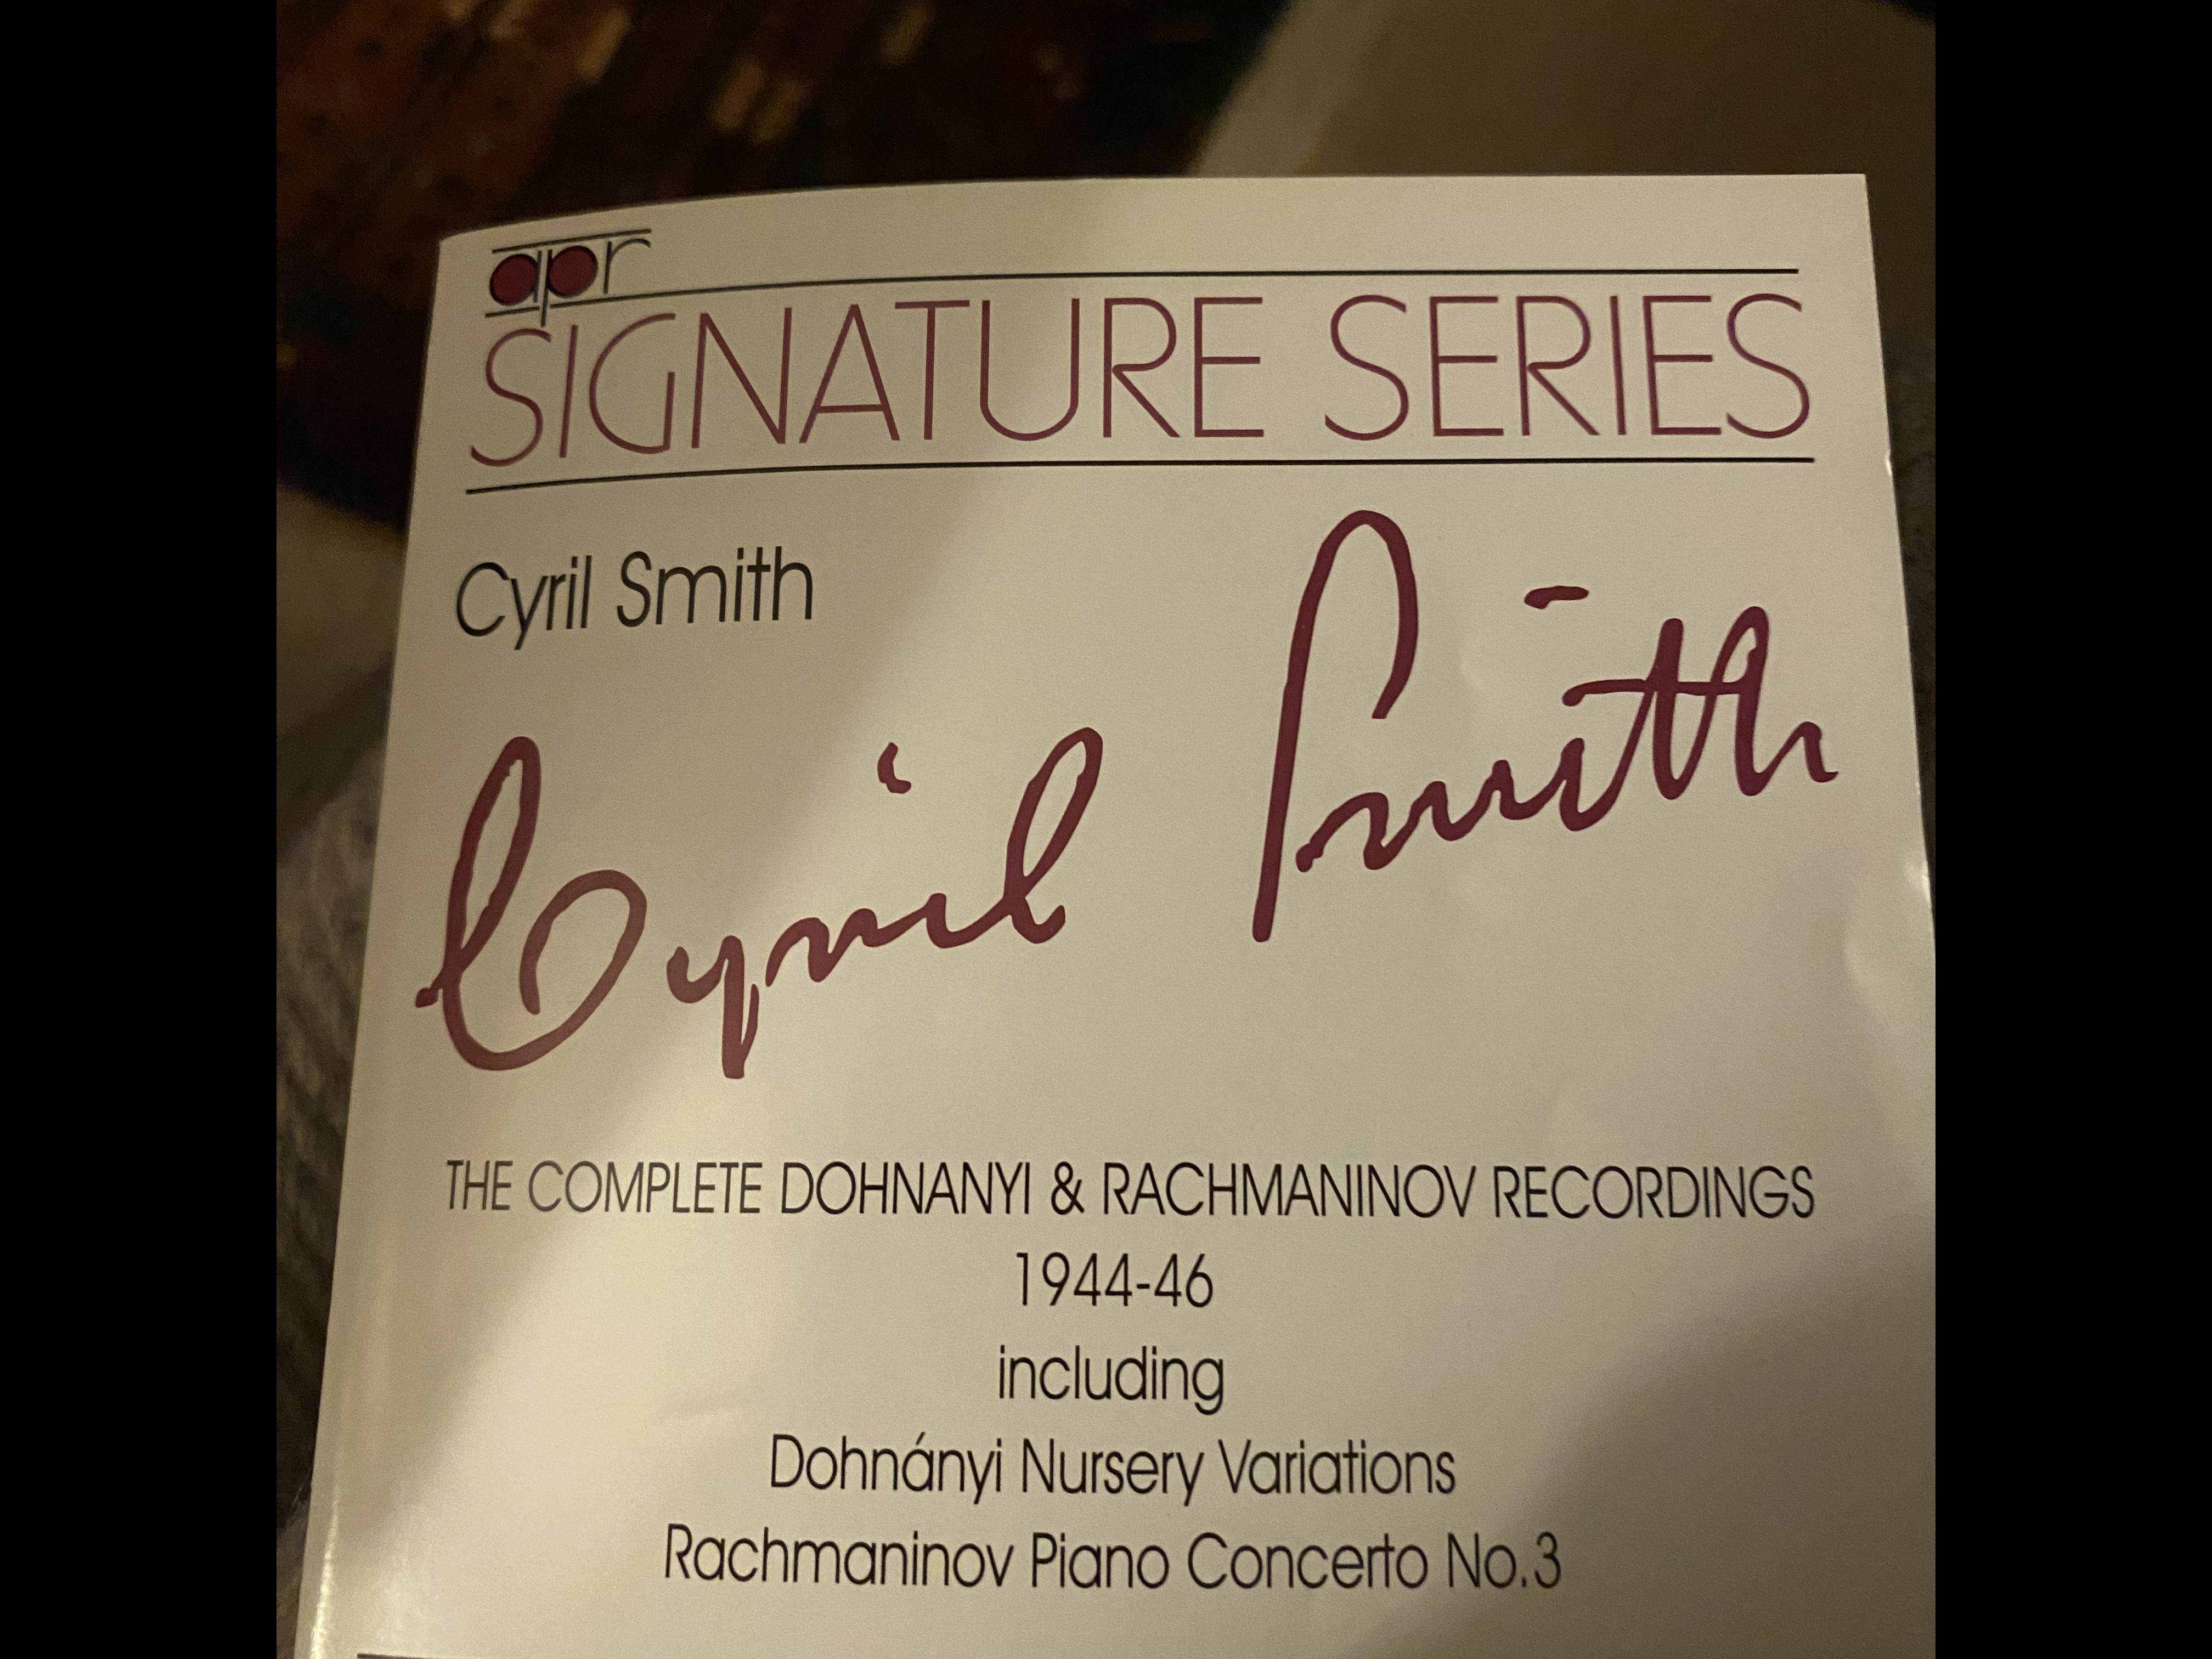 apr
SIGNATURE SERIES
Cyril Smith
Cyril Smith
THE COMPLETE DOHNANYI & RACHMANINOV RECORDINGS
1944-46
including
Dohnányi Nursery Variations
Rachmaninov Piano Concerto No.3